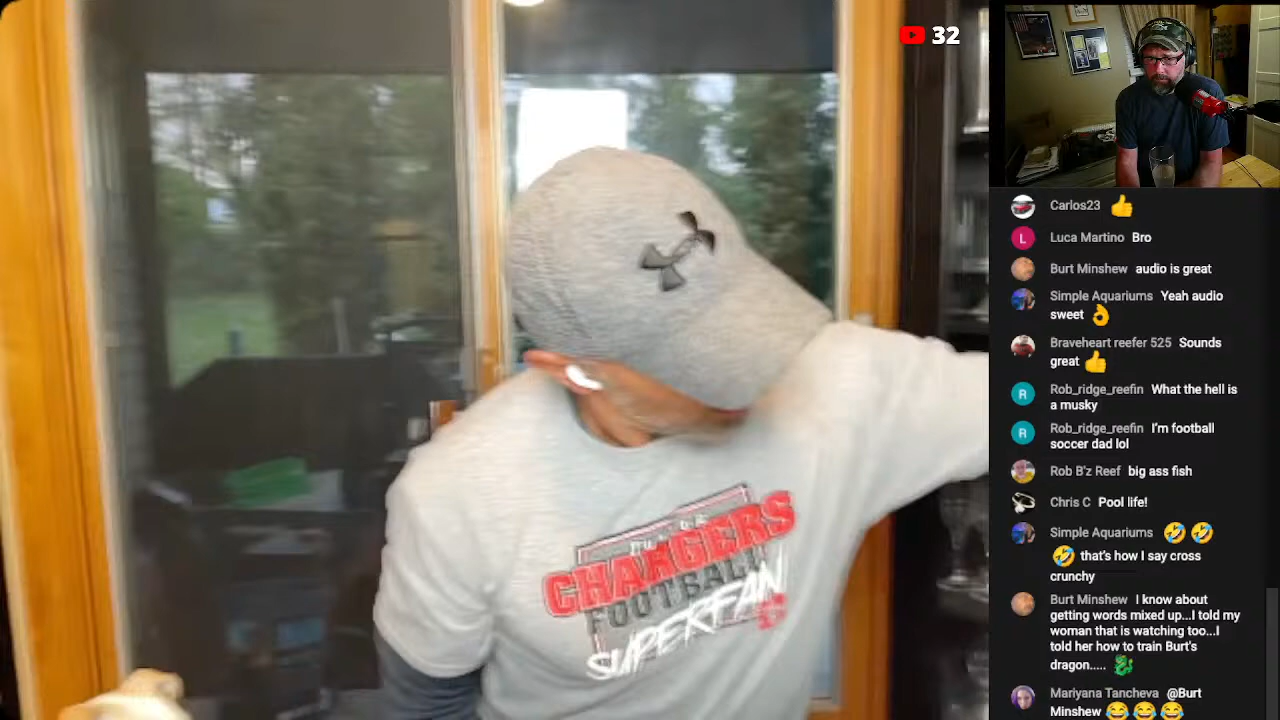 32
CHARGERS
FOOTBALL
SUPERFAN
Carlos23 👍
L Luca Martino Bro
Burt Minshew audio is great
Simple Aquariums Yeah audio
sweet 👌
Braveheart reefer 525 Sounds
great 👍
R Rob_ridge_reefin What the hell is
a musky
R Rob_ridge_reefin I'm football
soccer dad lol
Rob B'z Reef big ass fish
Chris C Pool life!
Simple Aquariums 🤣 🤣
🤣 that's how I say cross
crunchy
Burt Minshew I know about
getting words mixed up...I told my
woman that is watching too...I
told her how to train Burt's
dragon..... 🐉
Mariyana Tancheva @Burt
Minshew 😂 😂 😂